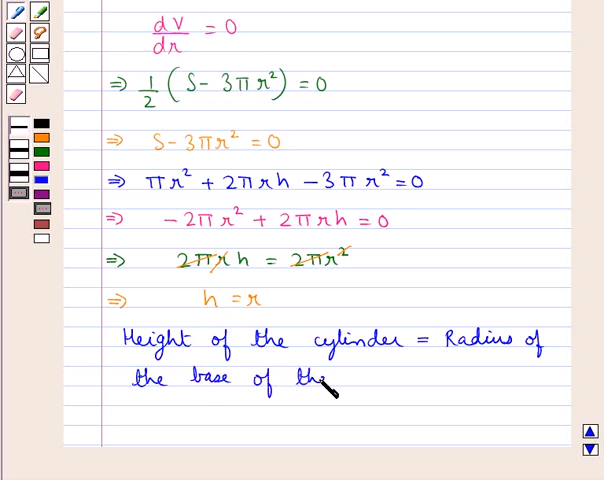 dV/dr = 0
⇒ 1/2 (S - 3πr²) = 0
⇒ S - 3πr² = 0
⇒ πr² + 2πrh - 3πr² = 0
⇒ -2πr² + 2πrh = 0
⇒ 2πrh = 2πr²
⇒ h = r
Height of the cylinder = Radius of
the base of the